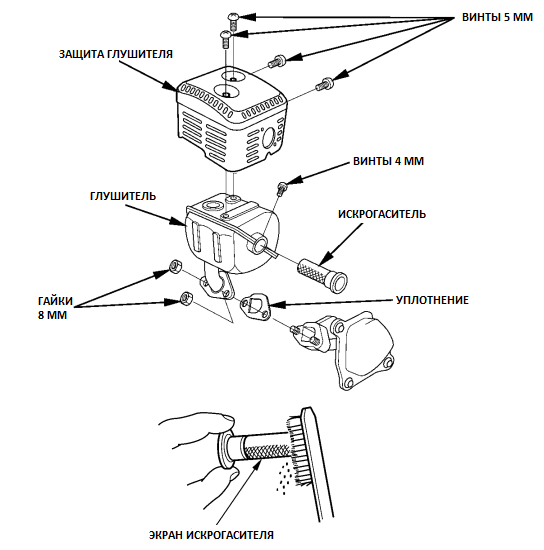 ВИНТЫ 5 ММ
ЗАЩИТА ГЛУШИТЕЛЯ
ВИНТЫ 4 ММ
ГЛУШИТЕЛЬ
ИСКРОГАСИТЕЛЬ
ГАЙКИ
8 ММ
УПЛОТНЕНИЕ
ЭКРАН ИСКРОГАСИТЕЛЯ